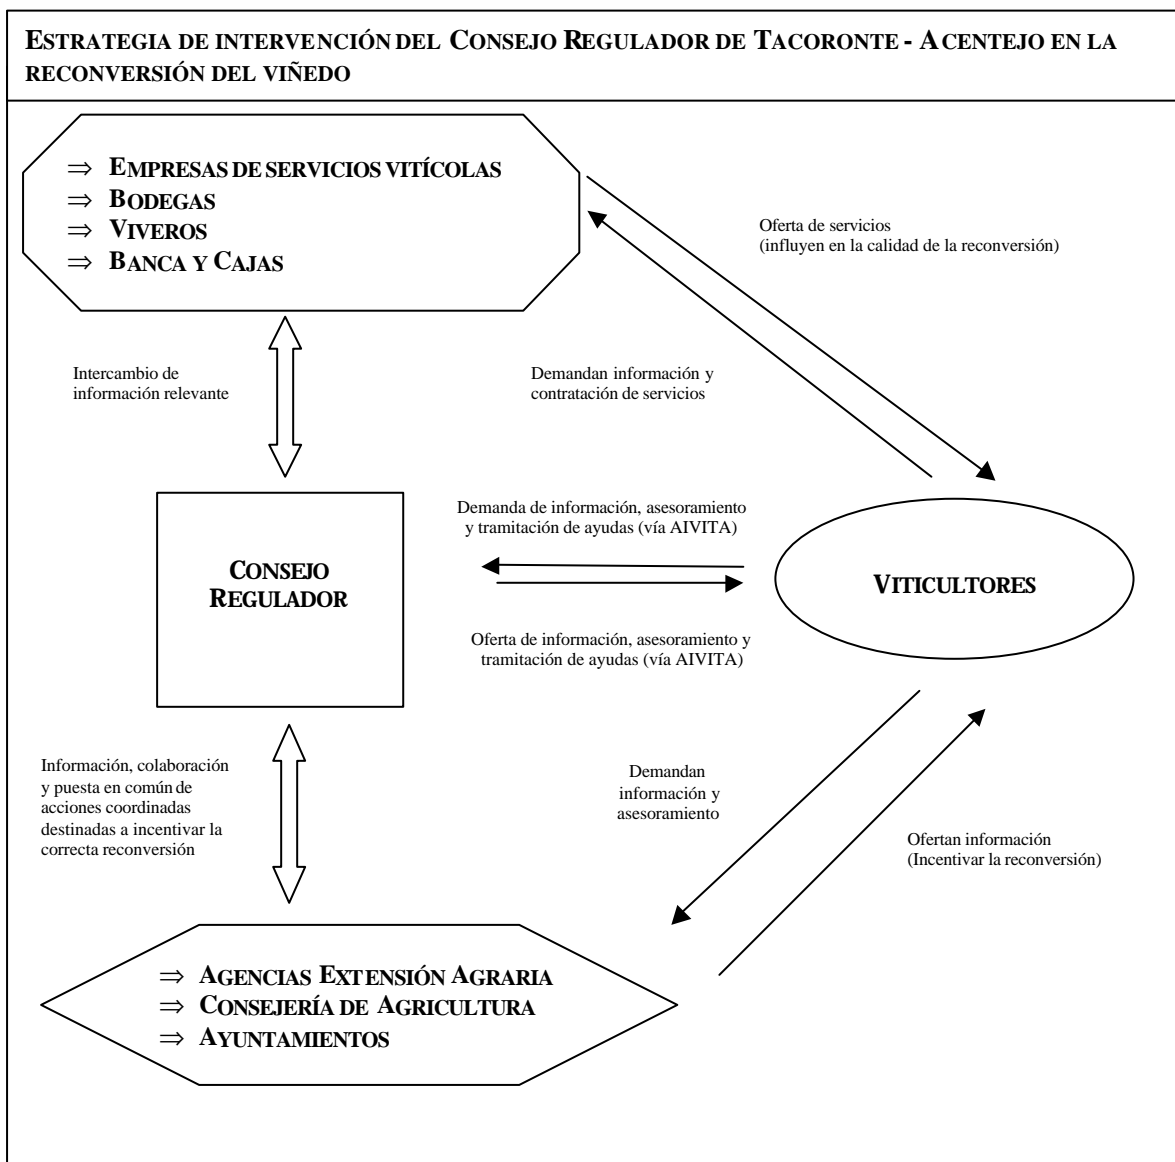 ESTRATEGIA DE INTERVENCIÓN DEL CONSEJO REGULADOR DE TACORONTE - ACENTEJO EN LA
RECONVERSIÓN DEL VIÑEDO
⇒ EMPRESAS DE SERVICIOS VITÍCOLAS
⇒ BODEGAS
⇒ VIVEROS
⇒ BANCA Y CAJAS
Oferta de servicios
(influyen en la calidad de la reconversión)
Intercambio de
información relevante
Demandan información y
contratación de servicios
CONSEJO
REGULADOR
Demanda de información, asesoramiento
y tramitación de ayudas (vía AIVITA)
Oferta de información, asesoramiento y
tramitación de ayudas (vía AIVITA)
VITICULTORES
Información, colaboración
y puesta en común de
acciones coordinadas
destinadas a incentivar la
correcta reconversión
Demandan
información y
asesoramiento
Ofertan información
(Incentivar la reconversión)
⇒ AGENCIAS EXTENSIÓN AGRARIA
⇒ CONSEJERÍA DE AGRICULTURA
⇒ AYUNTAMIENTOS